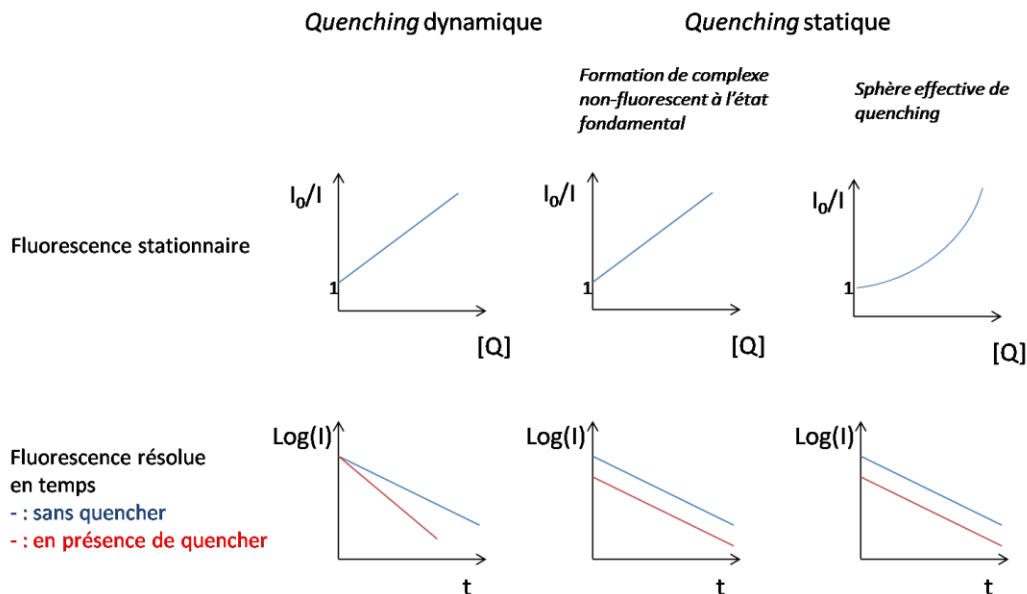 Quenching dynamique
Quenching statique
Formation de complexe
non-fluorescent à l'état
fondamental
Sphère effective de
quenching
Fluorescence stationnaire
I₀/I
1
[Q]
I₀/I
1
[Q]
I₀/I
1
[Q]
Fluorescence résolue
en temps
- : sans quencher
- : en présence de quencher
Log(I)
t
Log(I)
t
Log(I)
t